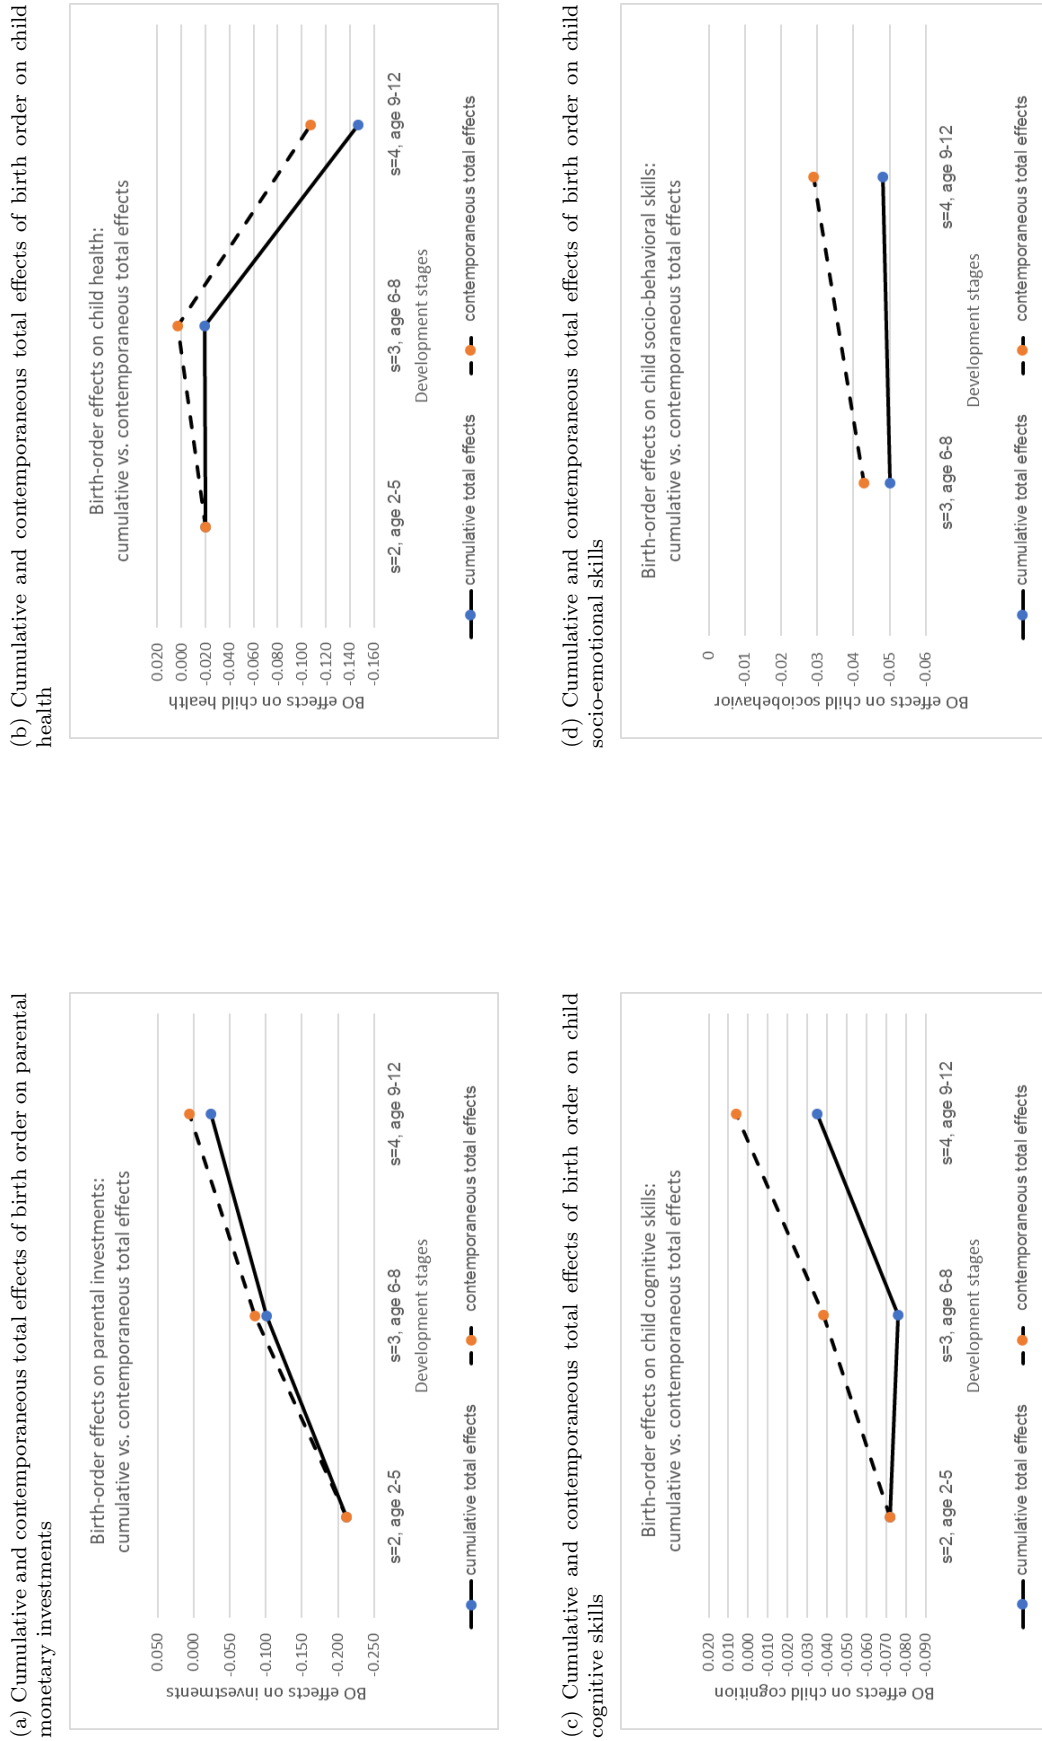 (a) Cumulative and contemporaneous total effects of birth order on parental
monetary investments
Birth-order effects on parental investments:
cumulative vs. contemporaneous total effects
BO effects on investments
0.050
0.000
-0.050
-0.100
-0.150
-0.200
-0.250
s=2, age 2-5
s=3, age 6-8
s=4, age 9-12
Development stages
cumulative total effects
contemporaneous total effects
(b) Cumulative and contemporaneous total effects of birth order on child
health
Birth-order effects on child health:
cumulative vs. contemporaneous total effects
BO effects on child health
0.020
0.000
-0.020
-0.040
-0.060
-0.080
-0.100
-0.120
-0.140
-0.160
s=2, age 2-5
s=3, age 6-8
s=4, age 9-12
Development stages
cumulative total effects
contemporaneous total effects
(c) Cumulative and contemporaneous total effects of birth order on child
cognitive skills
Birth-order effects on child cognitive skills:
cumulative vs. contemporaneous total effects
BO effects on child cognition
0.020
0.010
0.000
-0.010
-0.020
-0.030
-0.040
-0.050
-0.060
-0.070
-0.080
-0.090
s=2, age 2-5
s=3, age 6-8
s=4, age 9-12
Development stages
cumulative total effects
contemporaneous total effects
(d) Cumulative and contemporaneous total effects of birth order on child
socio-emotional skills
Birth-order effects on child socio-behavioral skills:
cumulative vs. contemporaneous total effects
BO effects on child sociobehavior
0
-0.01
-0.02
-0.03
-0.04
-0.05
-0.06
s=3, age 6-8
s=4, age 9-12
Development stages
cumulative total effects
contemporaneous total effects